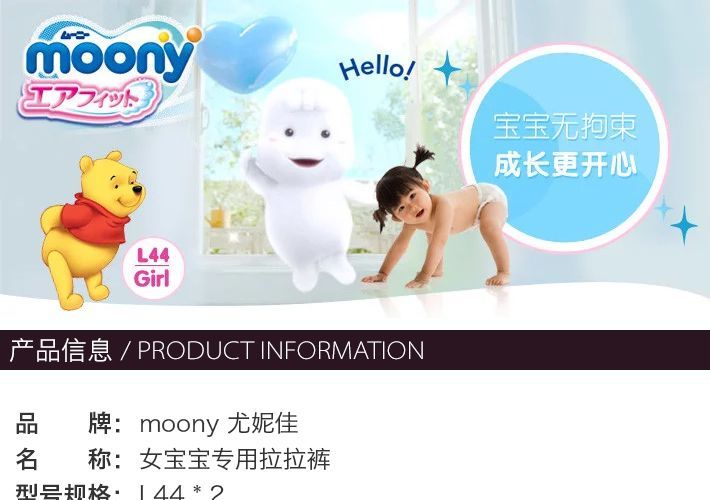 ムーニー
moony
エアフィット
Hello!
宝宝无拘束
成长更开心
L44
Girl
产品信息 / PRODUCT INFORMATION
品 牌： moony 尤妮佳
名 称： 女宝宝专用拉拉裤
型号规格： L44 * 2